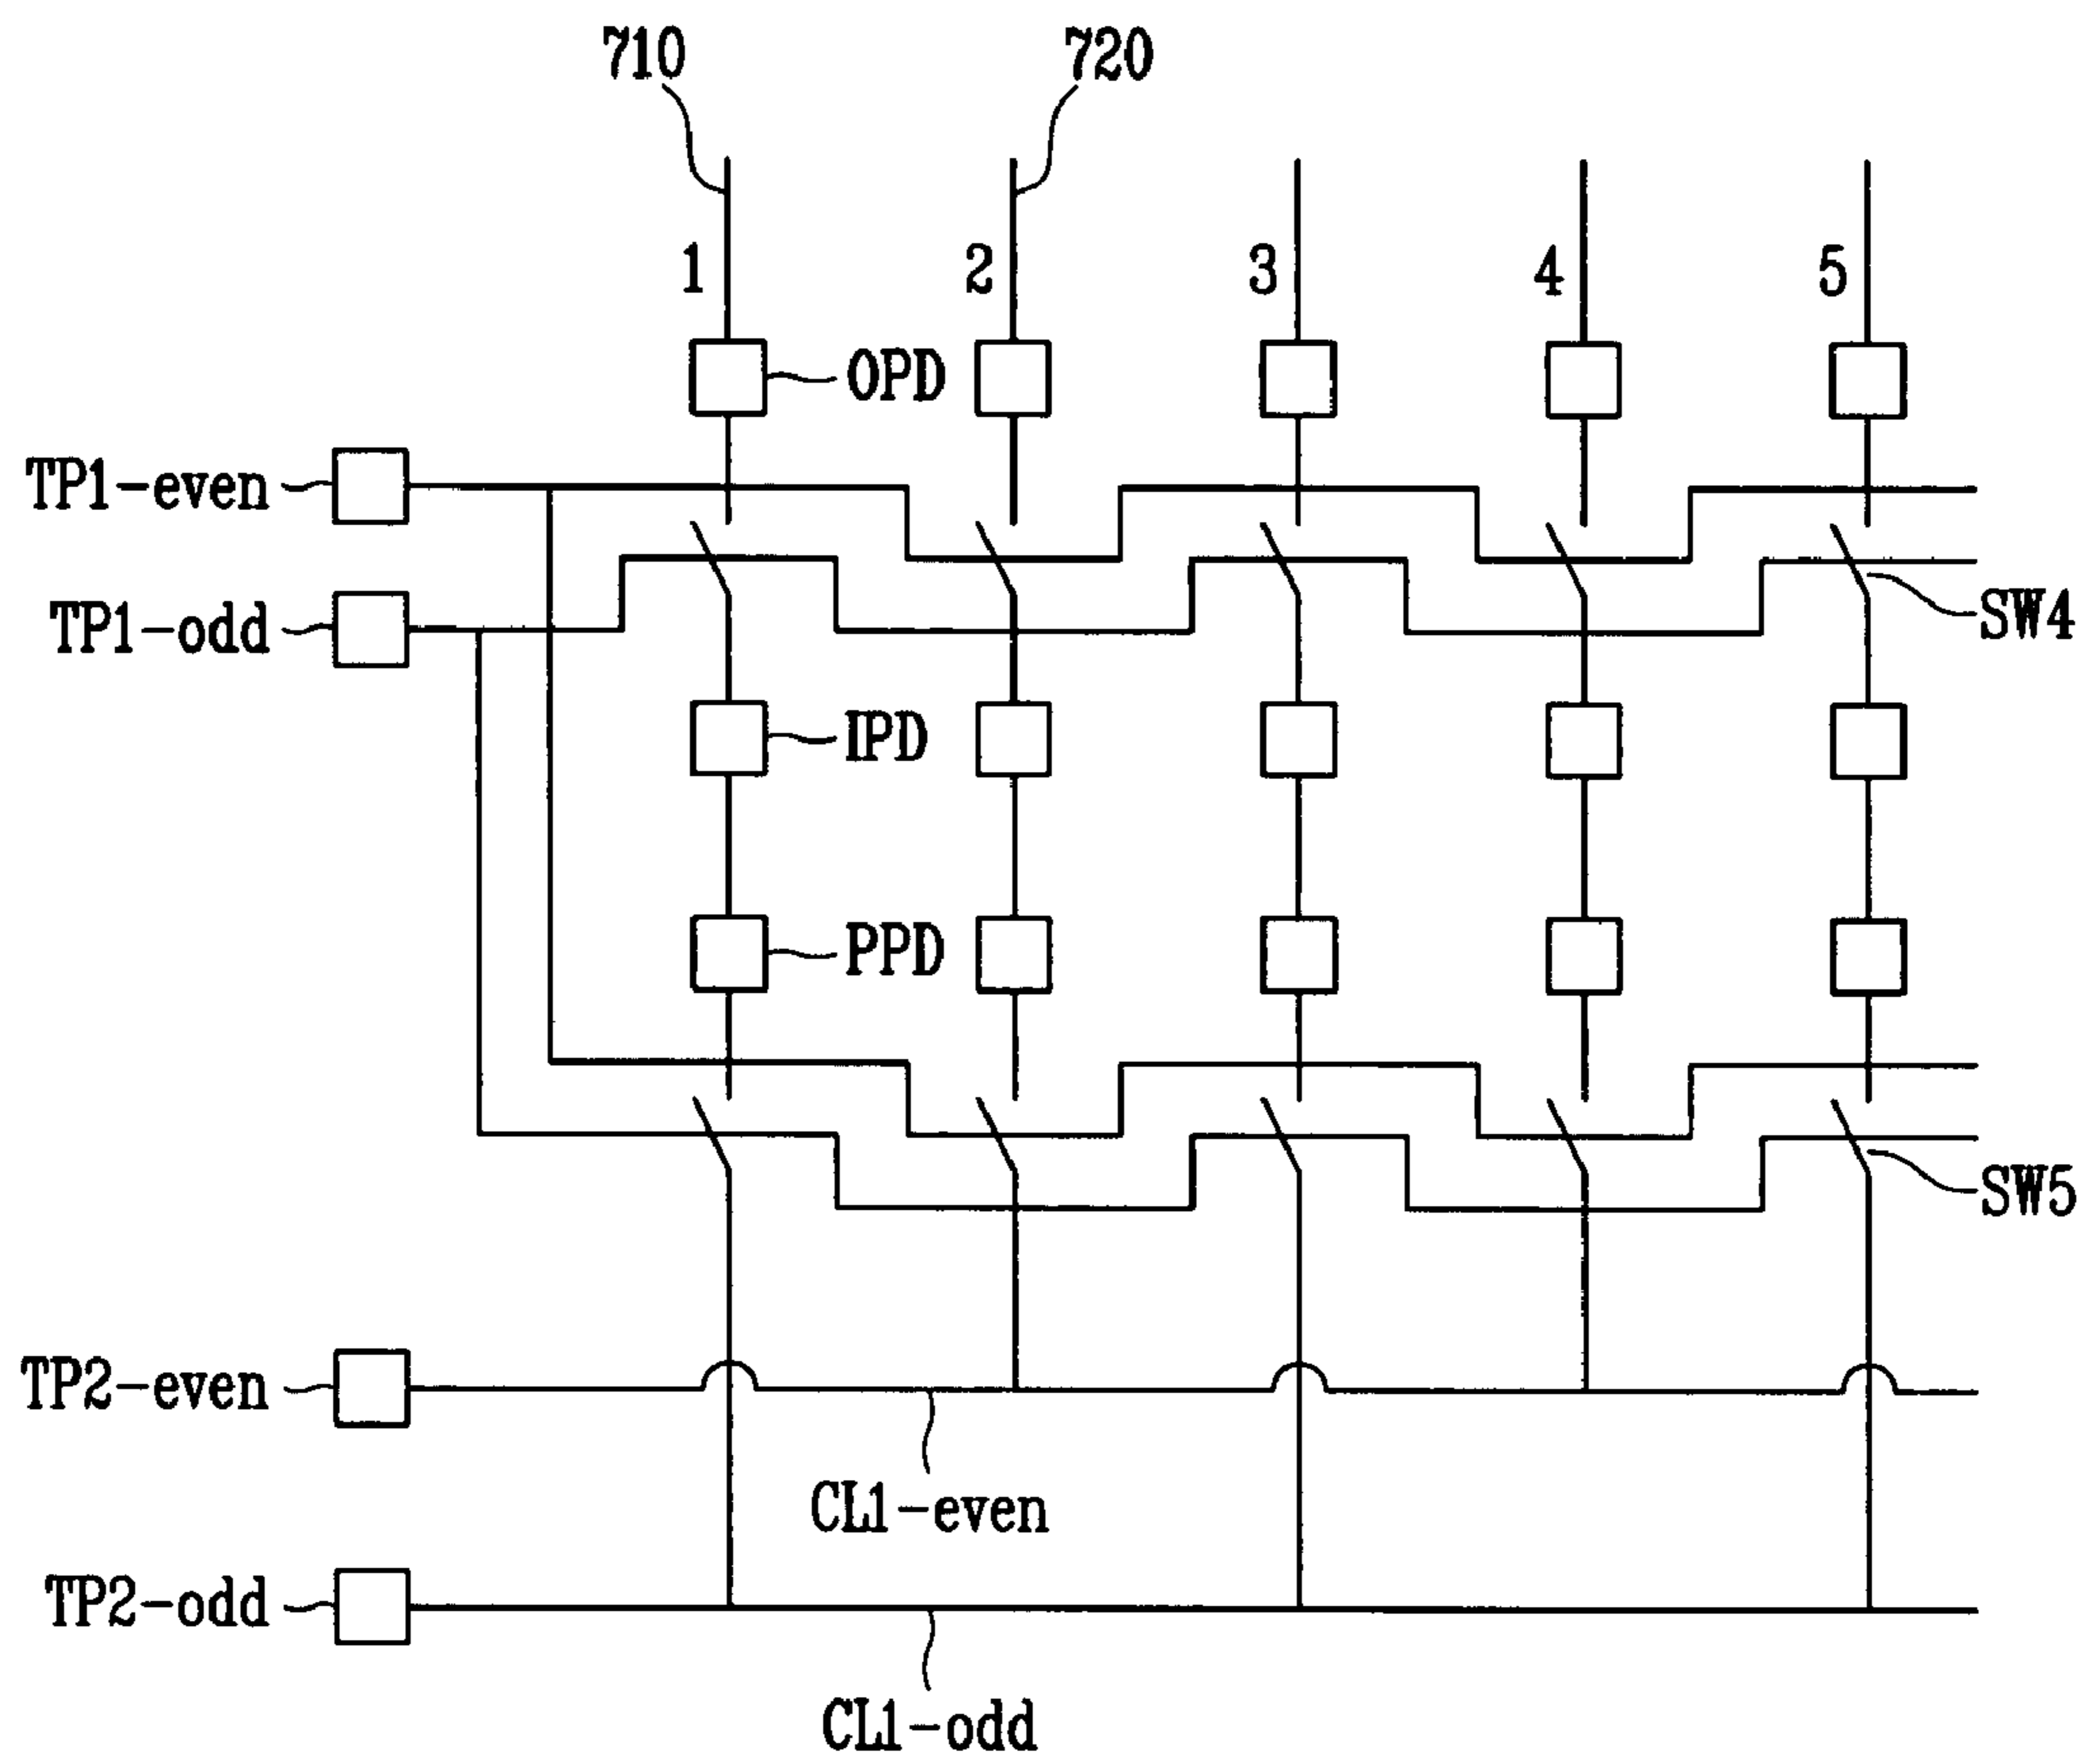 710
720
1
2
3
4
5
OPD
TP1-even
TP1-odd
SW4
IPD
PPD
SW5
TP2-even
CL1-even
TP2-odd
CL1-odd